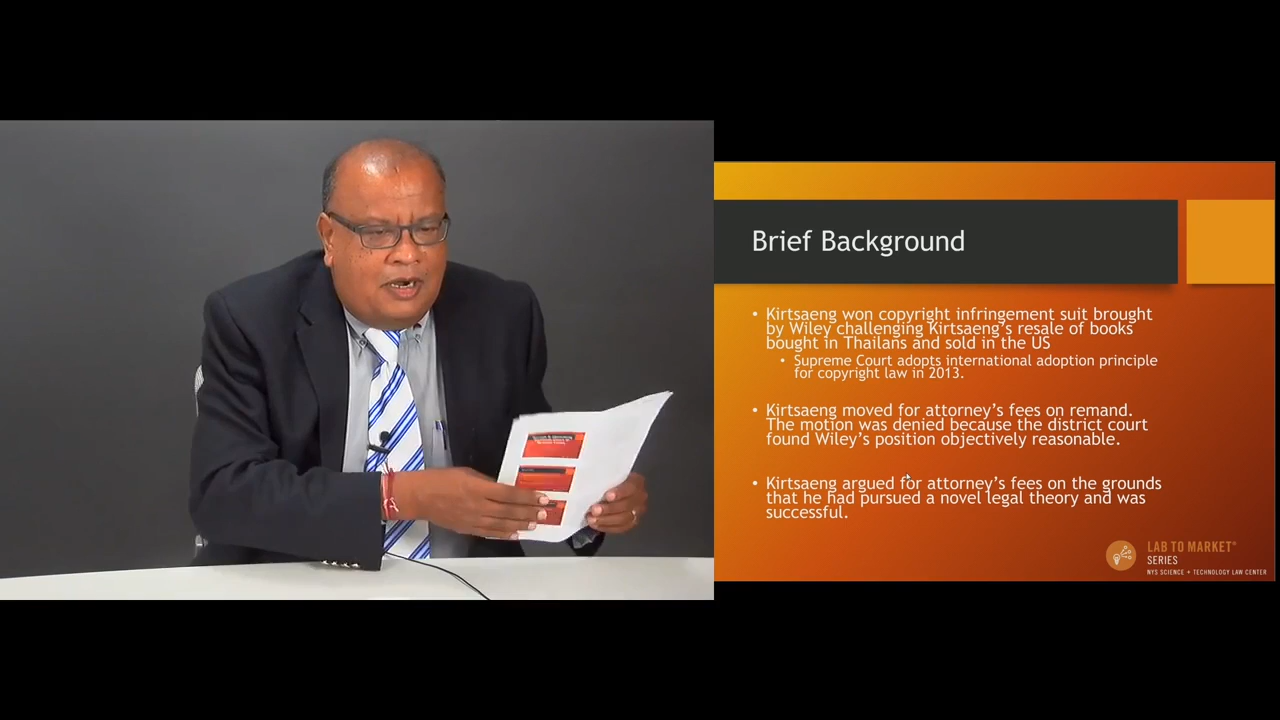 Brief Background
• Kirtsaeng won copyright infringement suit brought
by Wiley challenging Kirtsaeng's resale of books
bought in Thailans and sold in the US
• Supreme Court adopts international adoption principle
for copyright law in 2013.
• Kirtsaeng moved for attorney's fees on remand.
The motion was denied because the district court
found Wiley's position objectively reasonable.
• Kirtsaeng argued for attorney's fees on the grounds
that he had pursued a novel legal theory and was
successful.
LAB TO MARKET®
SERIES
NYS SCIENCE + TECHNOLOGY LAW CENTER